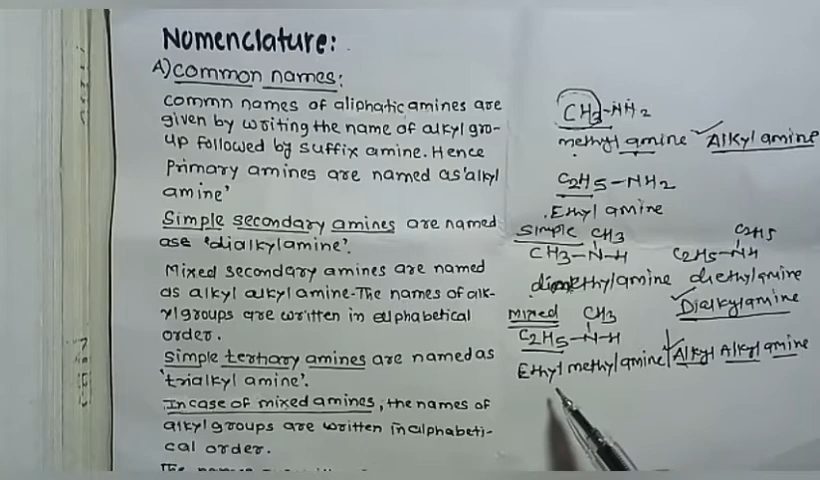 Nomenclature:
A) common names:
commn names of aliphatic amines are
given by writing the name of alkyl gro-
up followed by suffix amine. Hence
Primary amines are named as 'alkyl
amine'
Simple secondary amines are named
ase 'dialkylamine'.
Mixed secondary amines are named
as alkyl alkyl amine-The names of alk-
yl groups are written in alphabetical
order.
Simple tertiary amines are named as
'trialkyl amine'.
In case of mixed amines, the names of
alkyl groups are written in alphabeti-
cal order.
CH3-NH2
methyl amine ✓Alkyl amine
C2H5-NH2
Ethyl amine
Simple CH3 C2H5
CH3-N-H C2H5-NH
dimethylamine diethylamine
✓Dialkylamine
Mixed CH3
C2H5-N-H
Ethyl methylamine ✓Alkyl Alkyl amine